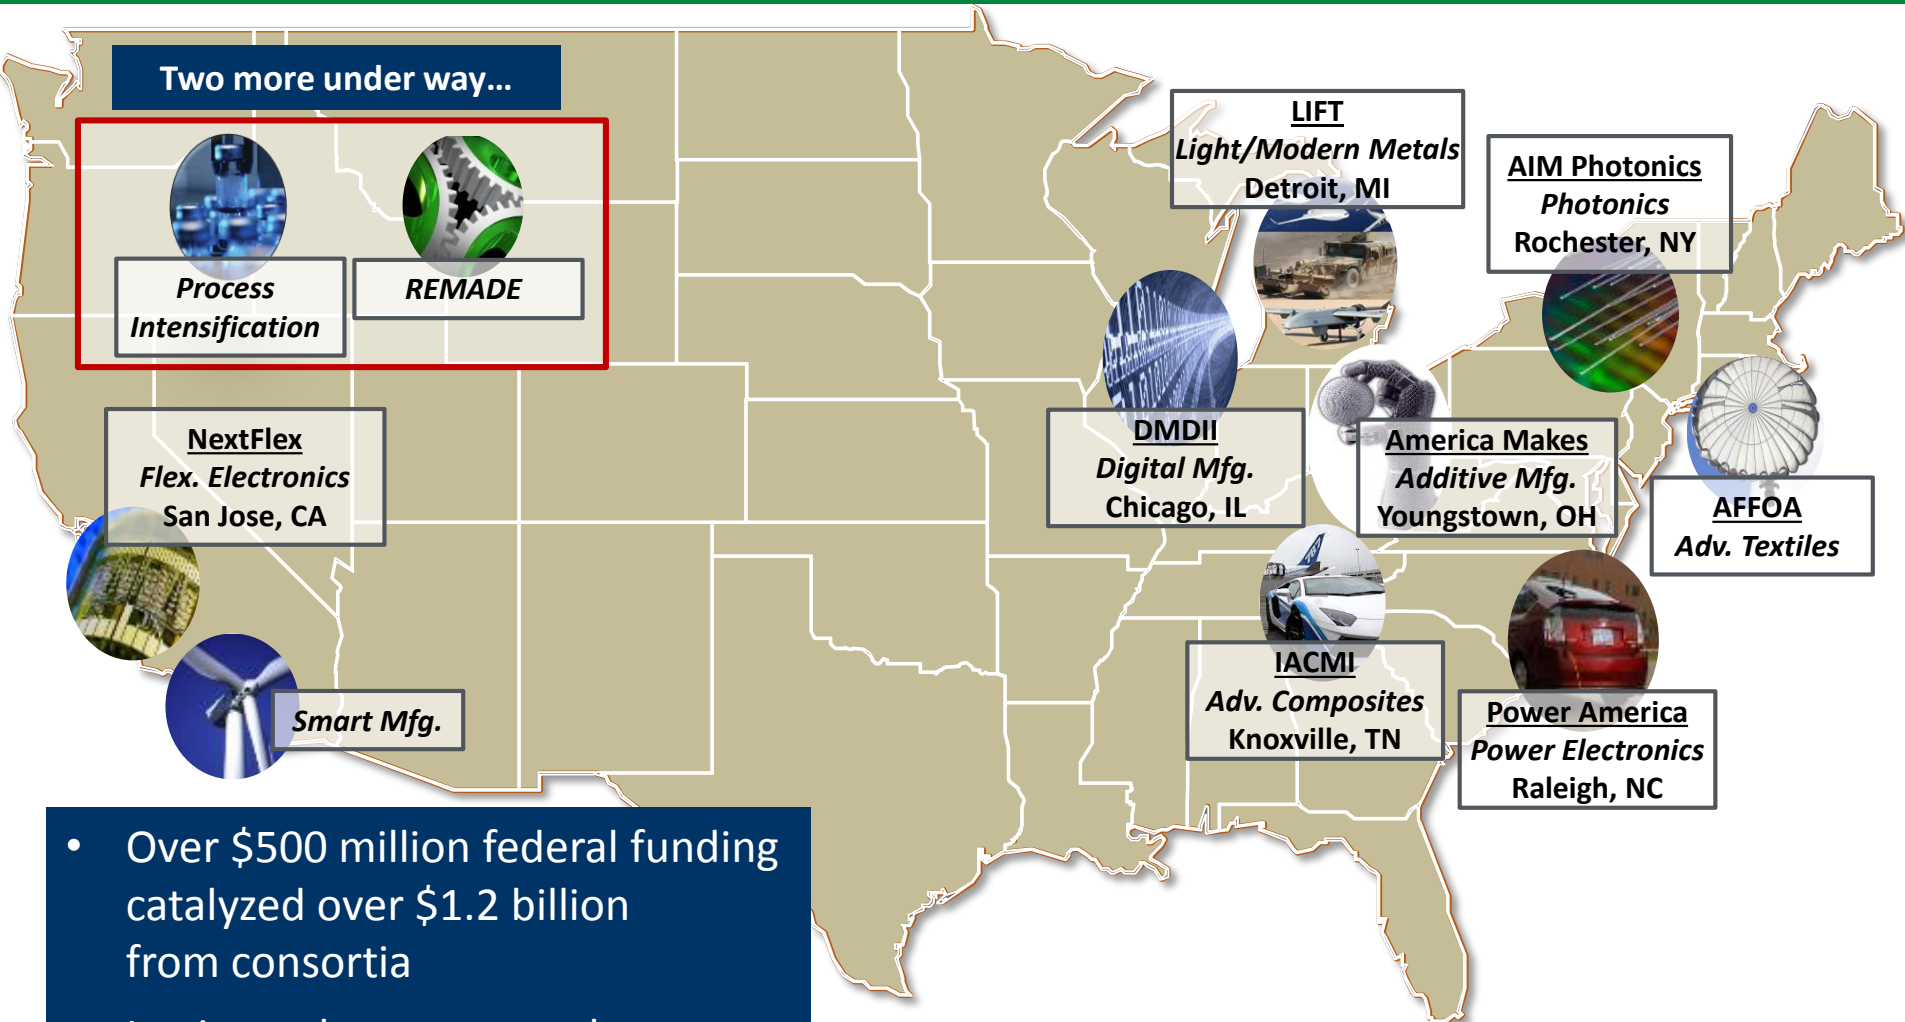 Two more under way...
Process
Intensification
REMADE
LIFT
Light/Modern Metals
Detroit, MI
AIM Photonics
Photonics
Rochester, NY
NextFlex
Flex. Electronics
San Jose, CA
DMDII
Digital Mfg.
Chicago, IL
America Makes
Additive Mfg.
Youngstown, OH
AFFOA
Adv. Textiles
Smart Mfg.
IACMI
Adv. Composites
Knoxville, TN
Power America
Power Electronics
Raleigh, NC
• Over $500 million federal funding
catalyzed over $1.2 billion
from consortia